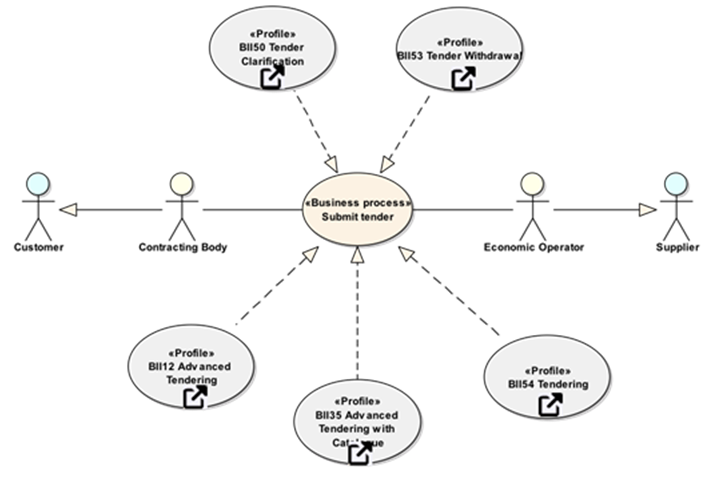 «Profile»
BII50 Tender
Clarification
«Profile»
BII53 Tender Withdrawal
«Business process»
Submit tender
Customer
Contracting Body
Economic Operator
Supplier
«Profile»
BII12 Advanced
Tendering
«Profile»
BII35 Advanced
Tendering with
Catalogue
«Profile»
BII54 Tendering